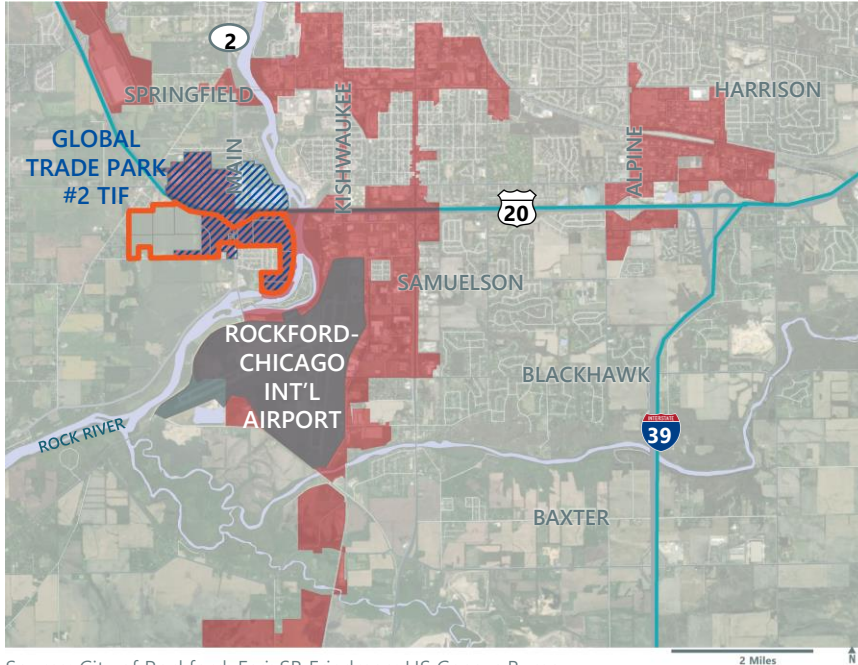 2
SPRINGFIELD
HARRISON
GLOBAL
TRADE PARK
#2 TIF
MAIN
KISHWAUKEE
ALPINE
20
SAMUELSON
ROCKFORD-
CHICAGO
INT'L
AIRPORT
BLACKHAWK
ROCK RIVER
INTERSTATE
39
BAXTER
2 Miles
N